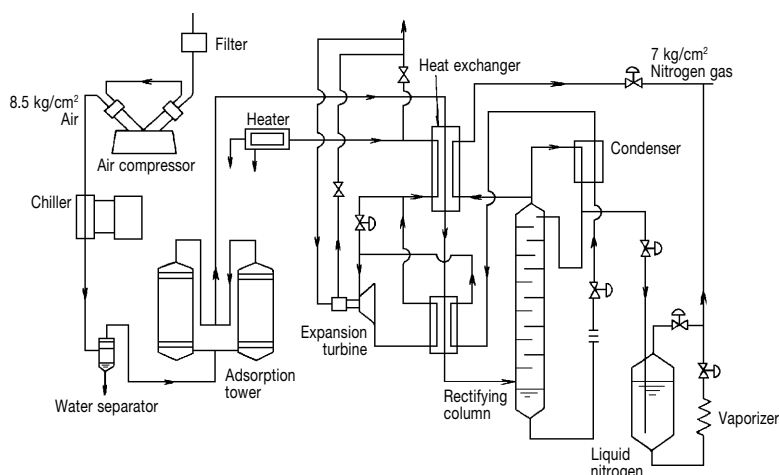 Filter
8.5 kg/cm²
Air
Air compressor
Chiller
Water separator
Adsorption
tower
Heater
Heat exchanger
Expansion
turbine
Rectifying
column
7 kg/cm²
Nitrogen gas
Condenser
Vaporizer
Liquid
nitrogen